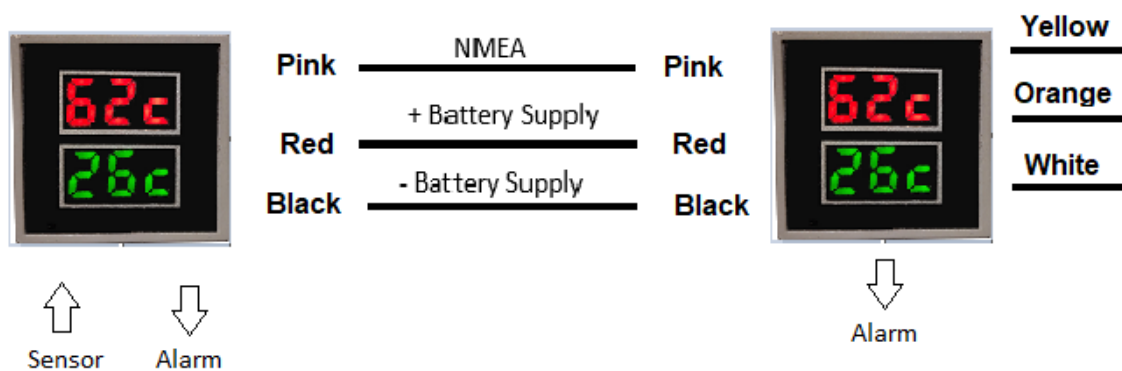 62c
26c
Sensor
Alarm
Pink NMEA Pink
Red + Battery Supply Red
Black - Battery Supply Black
62c
26c
Alarm
Yellow
Orange
White